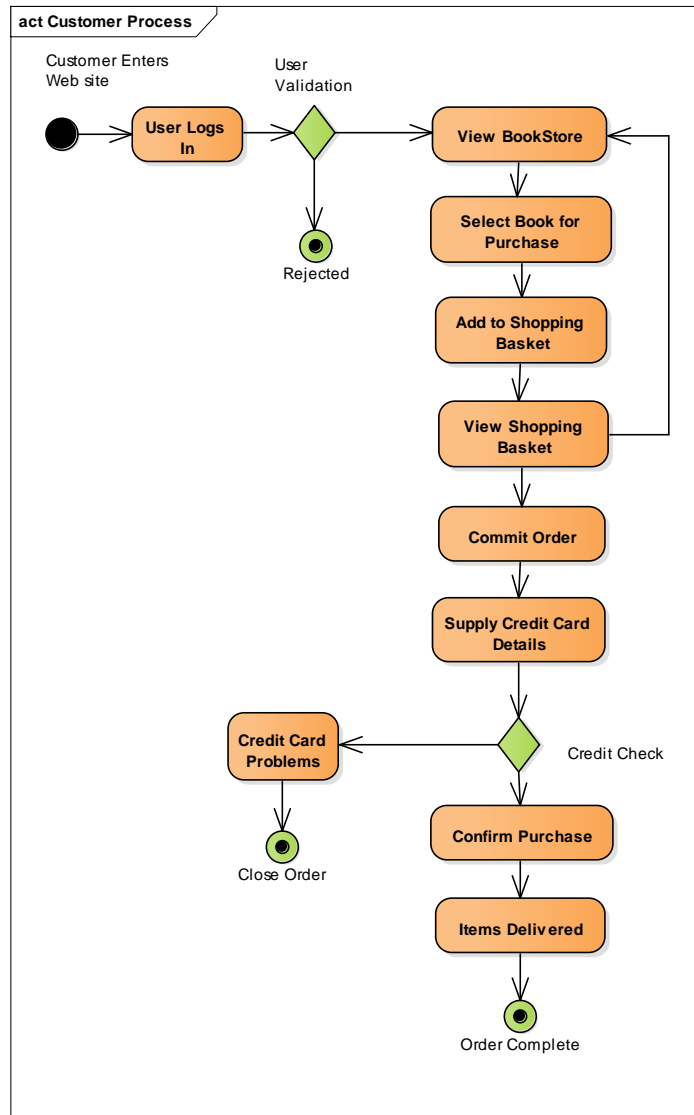 act Customer Process
Customer Enters
Web site
User
Validation
User Logs
In
View BookStore
Select Book for
Purchase
Rejected
Add to Shopping
Basket
View Shopping
Basket
Commit Order
Supply Credit Card
Details
Credit Card
Problems
Credit Check
Confirm Purchase
Close Order
Items Delivered
Order Complete